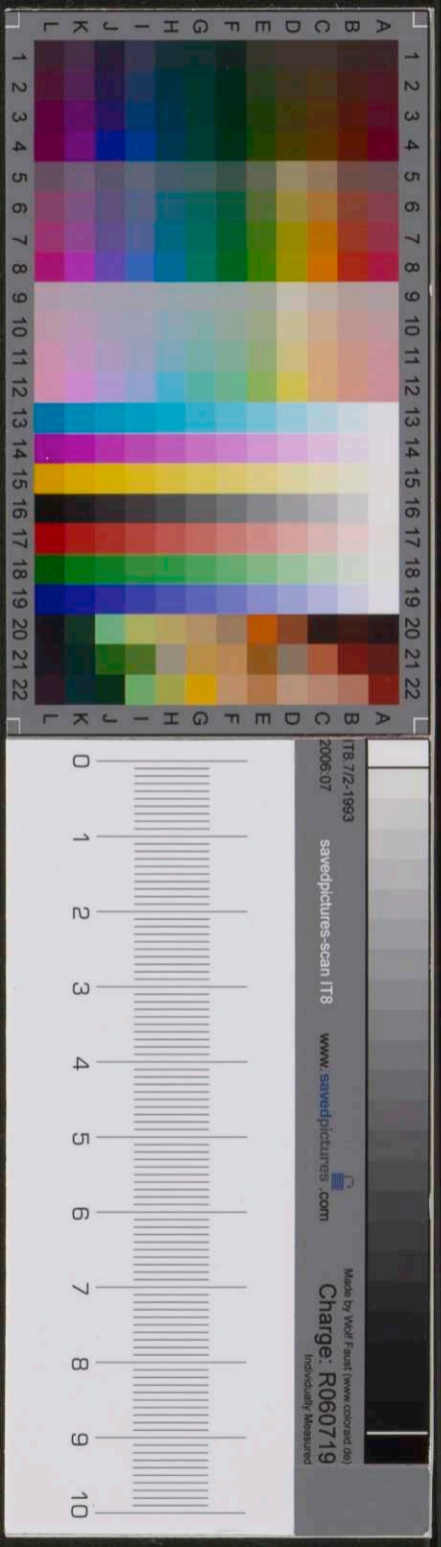 L K J I H G F E D C B A
1 2 3 4 5 6 7 8 9 10 11 12 13 14 15 16 17 18 19 20 21 22
1 2 3 4 5 6 7 8 9 10 11 12 13 14 15 16 17 18 19 20 21 22
L K J I H G F E D C B A
IT8.7/2-1993
2006:07
savedpictures-scan IT8
www.savedpictures.com
Made by Wolf Faust (www.coloraid.de)
Charge: R060719
Individually Measured
0 1 2 3 4 5 6 7 8 9 10